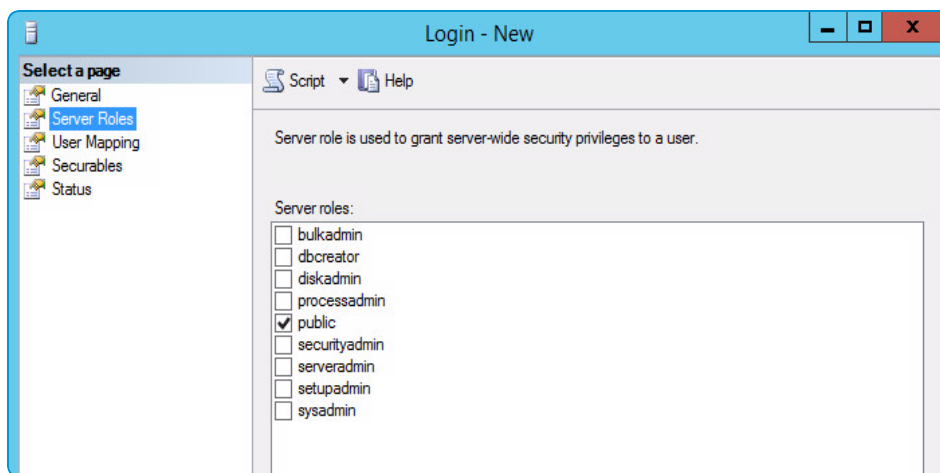 Login - New
Select a page
General
Server Roles
User Mapping
Securables
Status
Script
Help
Server role is used to grant server-wide security privileges to a user.
Server roles:
bulkadmin
dbcreator
diskadmin
processadmin
public
securityadmin
serveradmin
setupadmin
sysadmin